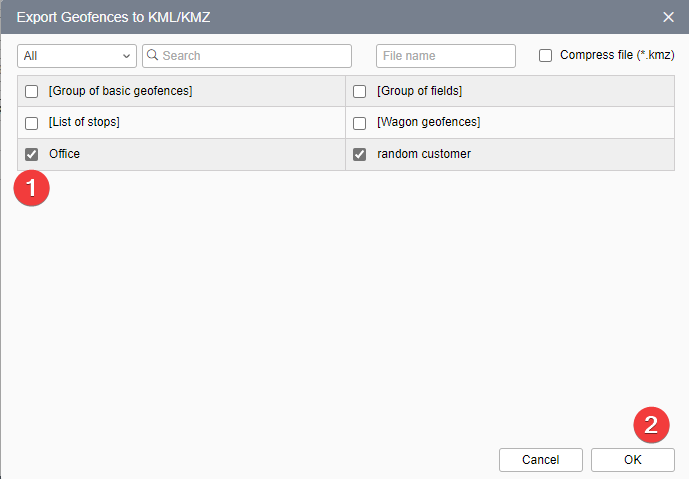 Export Geofences to KML/KMZ
All Search File name Compress file (*.kmz)
[Group of basic geofences] [Group of fields]
[List of stops] [Wagon geofences]
Office random customer
1
2
Cancel OK